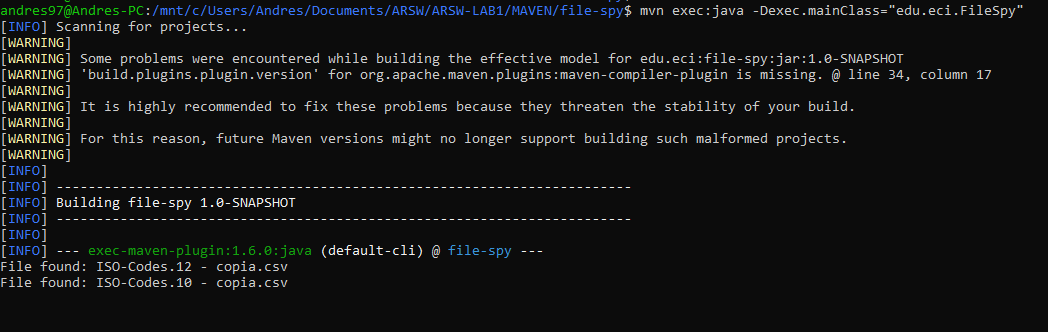 andres97@Andres-PC:/mnt/c/Users/Andres/Documents/ARSW/ARSW-LAB1/MAVEN/file-spy$ mvn exec:java -Dexec.mainClass="edu.eci.FileSpy"
[INFO] Scanning for projects...
[WARNING]
[WARNING] Some problems were encountered while building the effective model for edu.eci:file-spy:jar:1.0-SNAPSHOT
[WARNING] 'build.plugins.plugin.version' for org.apache.maven.plugins:maven-compiler-plugin is missing. @ line 34, column 17
[WARNING]
[WARNING] It is highly recommended to fix these problems because they threaten the stability of your build.
[WARNING]
[WARNING] For this reason, future Maven versions might no longer support building such malformed projects.
[WARNING]
[INFO]
[INFO] ------------------------------------------------------------------------
[INFO] Building file-spy 1.0-SNAPSHOT
[INFO] ------------------------------------------------------------------------
[INFO]
[INFO] --- exec-maven-plugin:1.6.0:java (default-cli) @ file-spy ---
File found: ISO-Codes.12 - copia.csv
File found: ISO-Codes.10 - copia.csv